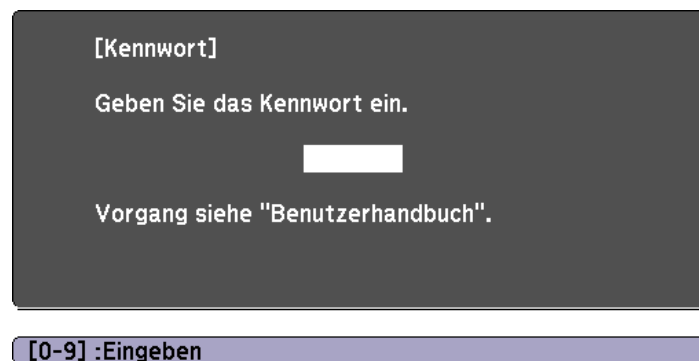 [Kennwort]
Geben Sie das Kennwort ein.
Vorgang siehe "Benutzerhandbuch".
[0-9] :Eingeben